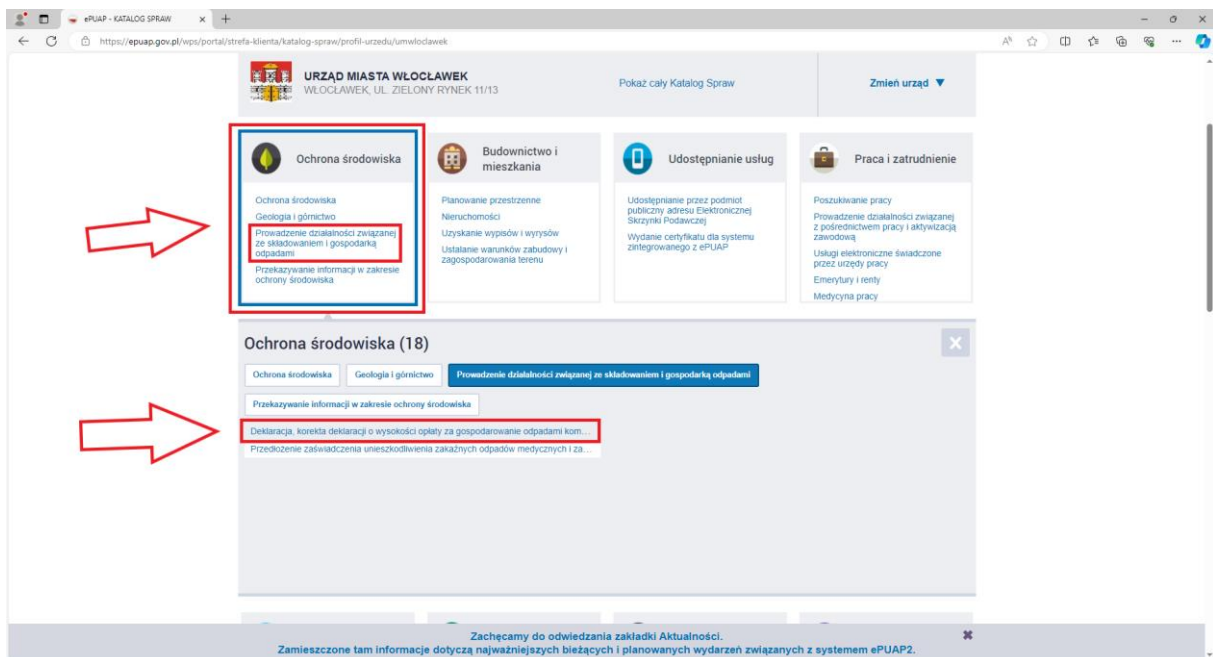 ePUAP - KATALOG SPRAW
https://epuap.gov.pl/wps/portal/strefa-klienta/katalog-spraw/profil-urzedu/umwloclawek
URZĄD MIASTA WŁOCŁAWEK
WŁOCŁAWEK, UL. ZIELONY RYNEK 11/13
Pokaż cały Katalog Spraw
Zmień urząd ▼
Ochrona środowiska
Ochrona środowiska
Geologia i górnictwo
Prowadzenie działalności związanej
ze składowaniem i gospodarką
odpadami
Przekazywanie informacji w zakresie
ochrony środowiska
Budownictwo i
mieszkania
Planowanie przestrzenne
Nieruchomości
Uzyskanie wypisów i wyrysów
Ustalanie warunków zabudowy i
zagospodarowania terenu
Udostępnianie usług
Udostępnianie przez podmiot
publiczny adresu Elektronicznej
Skrzynki Podawczej
Wydanie certyfikatu dla systemu
zintegrowanego z ePUAP
Praca i zatrudnienie
Poszukiwanie pracy
Prowadzenie działalności związanej
z pośrednictwem pracy i aktywizacją
zawodową
Usługi elektroniczne świadczone
przez urzędy pracy
Emerytury i renty
Medycyna pracy
Ochrona środowiska (18)
Ochrona środowiska
Geologia i górnictwo
Prowadzenie działalności związanej ze składowaniem i gospodarką odpadami
Przekazywanie informacji w zakresie ochrony środowiska
Deklaracja, korekta deklaracji o wysokości opłaty za gospodarowanie odpadami kom...
Przedłożenie zaświadczenia unieszkodliwienia zakaźnych odpadów medycznych i za...
Zachęcamy do odwiedzania zakładki Aktualności.
Zamieszczone tam informacje dotyczą najważniejszych bieżących i planowanych wydarzeń związanych z systemem ePUAP2.